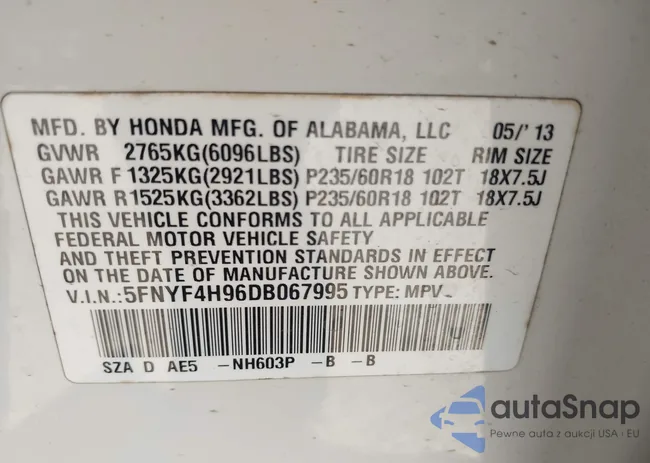 MFD. BY HONDA MFG. OF ALABAMA, LLC 05/'13
GVWR 2765KG(6096LBS) TIRE SIZE RIM SIZE
GAWR F 1325KG(2921LBS) P235/60R18 102T 18X7.5J
GAWR R 1525KG(3362LBS) P235/60R18 102T 18X7.5J
THIS VEHICLE CONFORMS TO ALL APPLICABLE
FEDERAL MOTOR VEHICLE SAFETY
AND THEFT PREVENTION STANDARDS IN EFFECT
ON THE DATE OF MANUFACTURE SHOWN ABOVE.
V.I.N.:5FNYF4H96DB067995 TYPE: MPV
U
SZA D AE5 -NH603P -B -B
autaSnap
Pewne auta z aukcji USA - EU